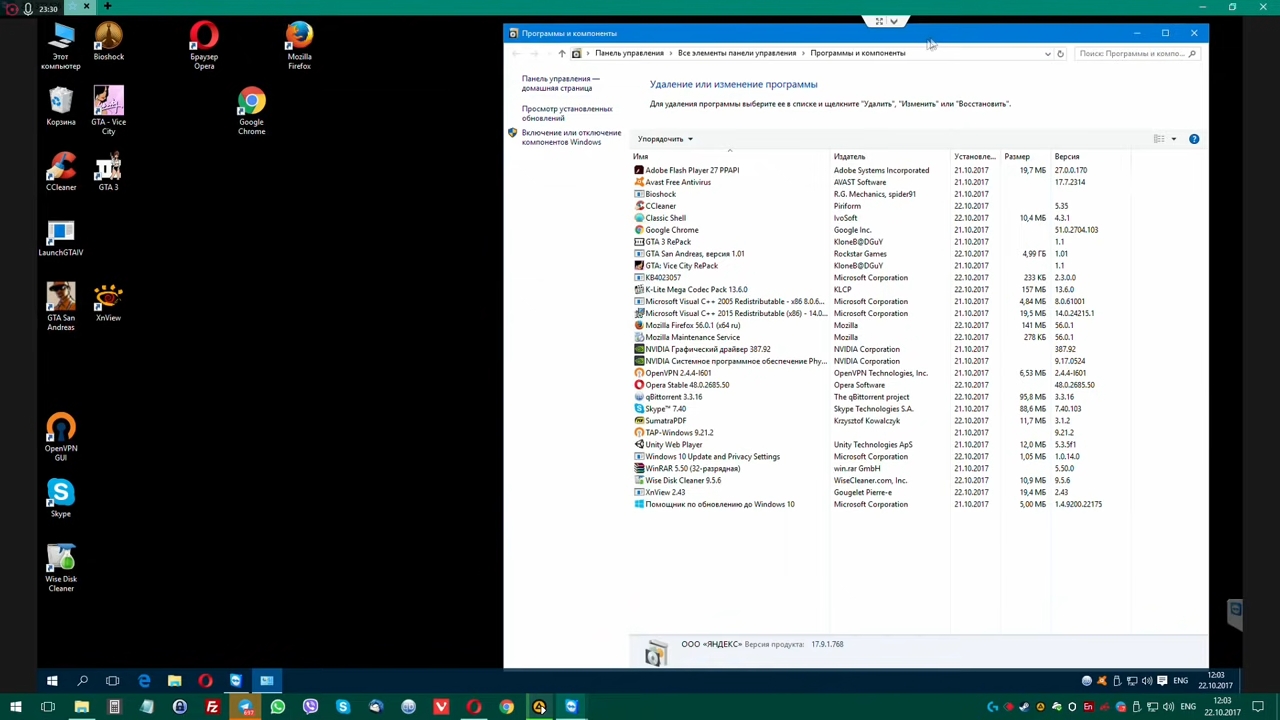 23:30
Программы и компоненты
Панель управления
Все элементы панели управления
Программы и компоненты
Поиск: Программы и компоне...
Этот компьютер
Bioshock
Браузер Opera
Mozilla Firefox
Корзина
GTA - Vice City
Google Chrome
CCleaner
GTA 3
LaunchGTAIV
GTA San Andreas
XnView
OpenVPN GUI
Skype
Wise Disk Cleaner
Панель управления — домашняя страница
Просмотр установленных обновлений
Включение или отключение компонентов Windows
Удаление или изменение программы
Для удаления программы выберите ее в списке и щелкните "Удалить", "Изменить" или "Восстановить".
Упорядочить
Имя Издатель Установле... Размер Версия
Adobe Flash Player 27 PPAPI Adobe Systems Incorporated 21.10.2017 19,7 МБ 27.0.0.170
Avast Free Antivirus AVAST Software 21.10.2017 17.7.2314
Bioshock R.G. Mechanics, spider91 21.10.2017
CCleaner Piriform 22.10.2017 5.35
Classic Shell IvoSoft 22.10.2017 10,4 МБ 4.3.1
Google Chrome Google Inc. 22.10.2017 51.0.2704.103
GTA 3 RePack KloneB@DGuY 21.10.2017 1.1
GTA San Andreas, версия 1.01 Rockstar Games 22.10.2017 4,99 ГБ 1.01
GTA: Vice City RePack KloneB@DGuY 21.10.2017 1.1
KB4023057 Microsoft Corporation 22.10.2017 233 КБ 2.3.0.0
K-Lite Mega Codec Pack 13.6.0 KLCP 22.10.2017 157 МБ 13.6.0
Microsoft Visual C++ 2005 Redistributable - x86 8.0.6... Microsoft Corporation 21.10.2017 4,84 МБ 8.0.61001
Microsoft Visual C++ 2015 Redistributable (x86) - 14.0... Microsoft Corporation 21.10.2017 19,5 МБ 14.0.24215.1
Mozilla Firefox 56.0.1 (x64 ru) Mozilla 22.10.2017 141 МБ 56.0.1
Mozilla Maintenance Service Mozilla 22.10.2017 278 КБ 56.0.1
NVIDIA Графический драйвер 387.92 NVIDIA Corporation 21.10.2017 387.92
NVIDIA Системное программное обеспечение Phy... NVIDIA Corporation 21.10.2017 9.17.0524
OpenVPN 2.4.4-I601 OpenVPN Technologies, Inc. 21.10.2017 6,53 МБ 2.4.4-I601
Opera Stable 48.0.2685.50 Opera Software 22.10.2017 48.0.2685.50
qBittorrent 3.3.16 The qBittorrent project 22.10.2017 95,8 МБ 3.3.16
Skype™ 7.40 Skype Technologies S.A. 22.10.2017 88,6 МБ 7.40.103
SumatraPDF Krzysztof Kowalczyk 22.10.2017 11,7 МБ 3.1.2
TAP-Windows 9.21.2 21.10.2017 9.21.2
Unity Web Player Unity Technologies ApS 22.10.2017 12,0 МБ 5.3.5f1
Windows 10 Update and Privacy Settings Microsoft Corporation 22.10.2017 1,05 МБ 1.0.14.0
WinRAR 5.50 (32-разрядная) win.rar GmbH 21.10.2017 5.50.0
Wise Disk Cleaner 9.5.6 WiseCleaner.com, Inc. 22.10.2017 10,9 МБ 9.5.6
XnView 2.43 Gougelet Pierre-e 22.10.2017 19,4 МБ 2.43
Помощник по обновлению до Windows 10 Microsoft Corporation 21.10.2017 5,00 МБ 1.4.9200.22175
ООО «ЯНДЕКС» Версия продукта: 17.9.1.768
ENG
12:03
22.10.2017
ENG
12:03
22.10.2017